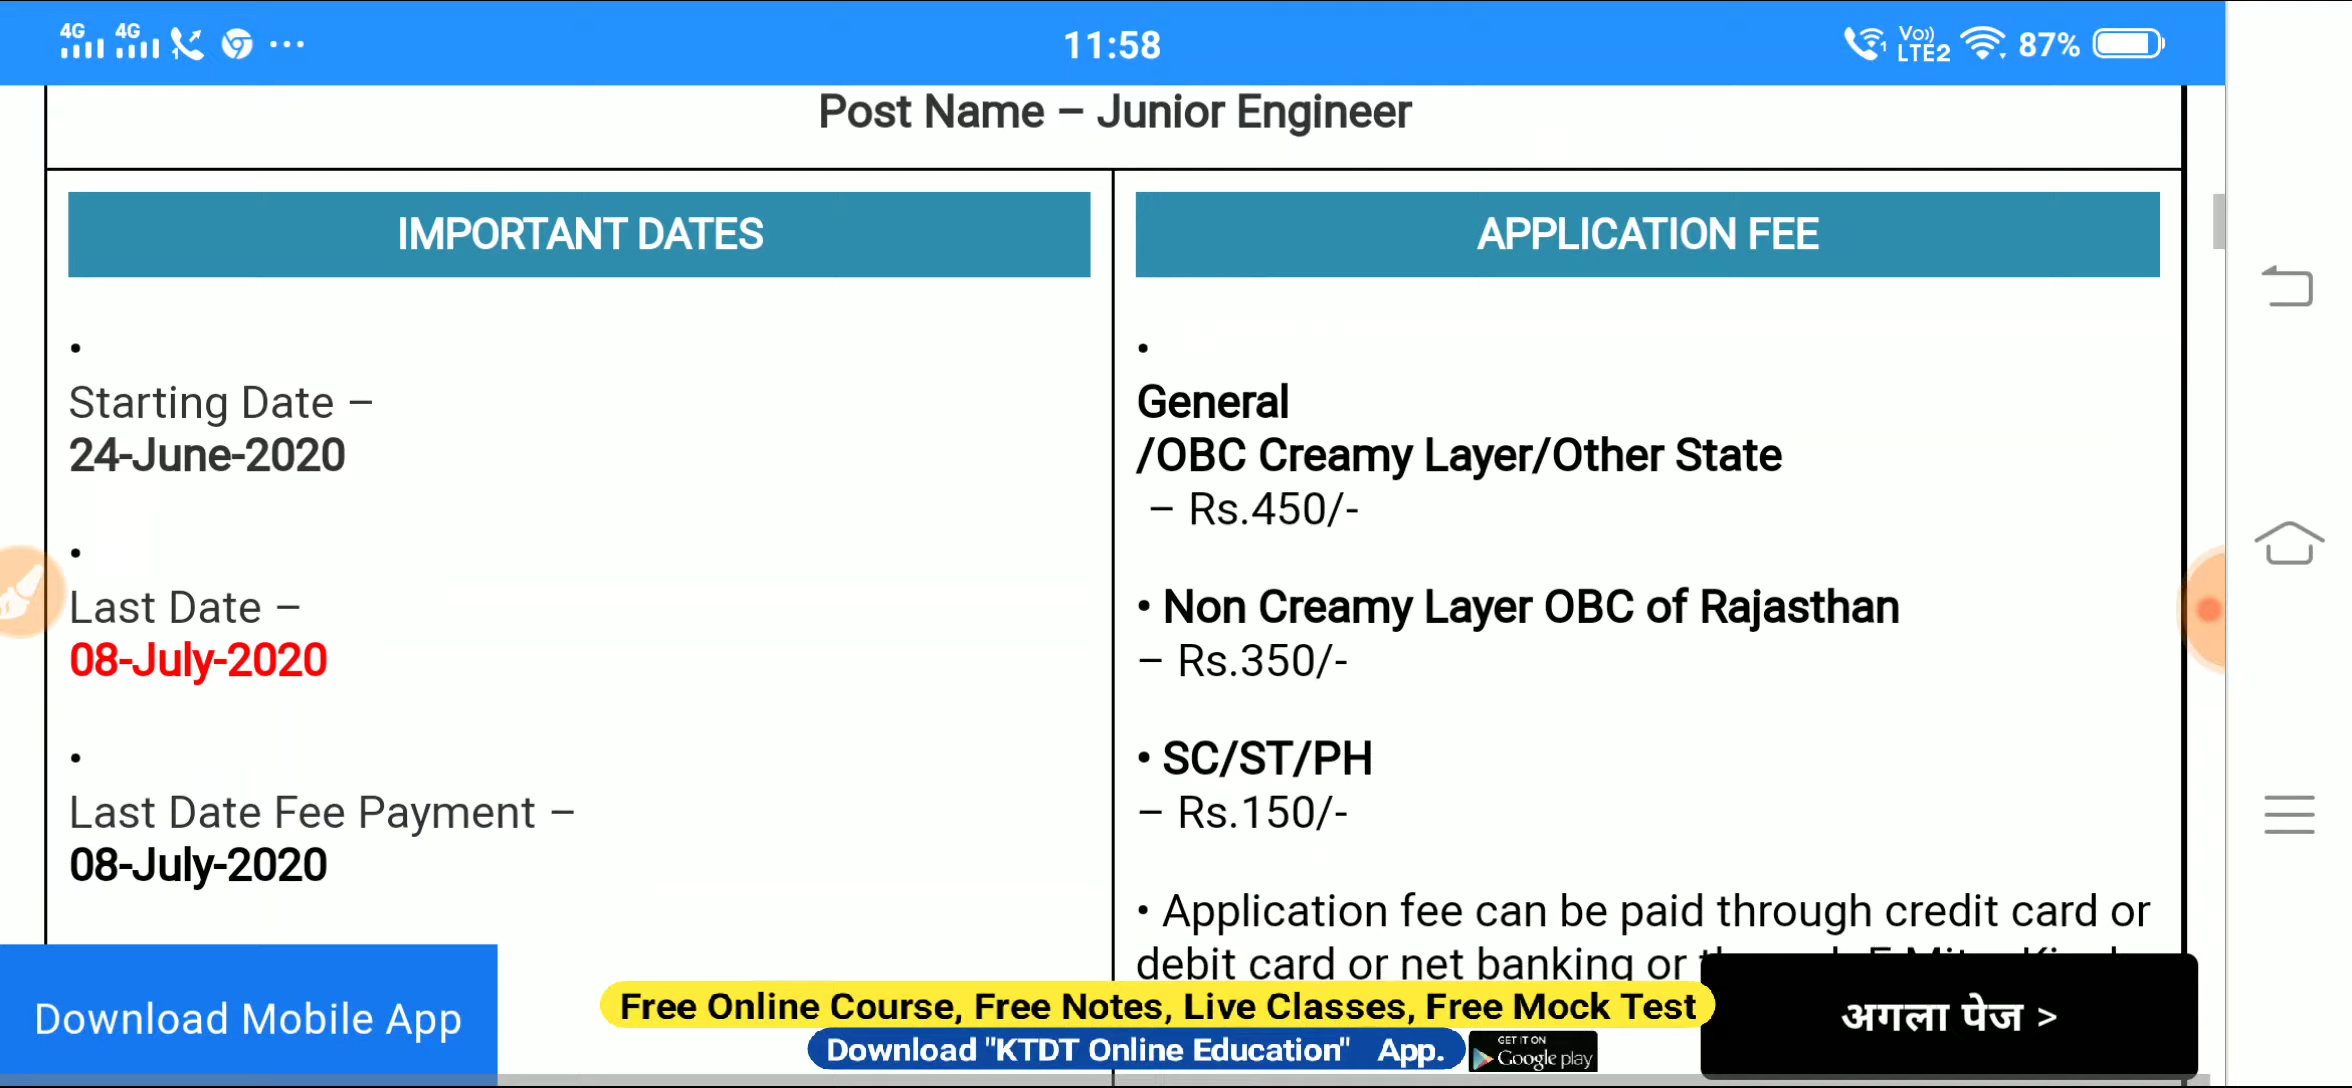 4G 4G 11:58 Vo)) LTE2 87%
Post Name – Junior Engineer
IMPORTANT DATES
•
Starting Date –
24-June-2020
•
Last Date –
08-July-2020
•
Last Date Fee Payment –
08-July-2020
APPLICATION FEE
•
General
/OBC Creamy Layer/Other State
– Rs.450/-
• Non Creamy Layer OBC of Rajasthan
– Rs.350/-
• SC/ST/PH
– Rs.150/-
• Application fee can be paid through credit card or
debit card or net banking or
Download Mobile App
Free Online Course, Free Notes, Live Classes, Free Mock Test
Download "KTDT Online Education" App.
GET IT ON
Google play
अगला पेज >